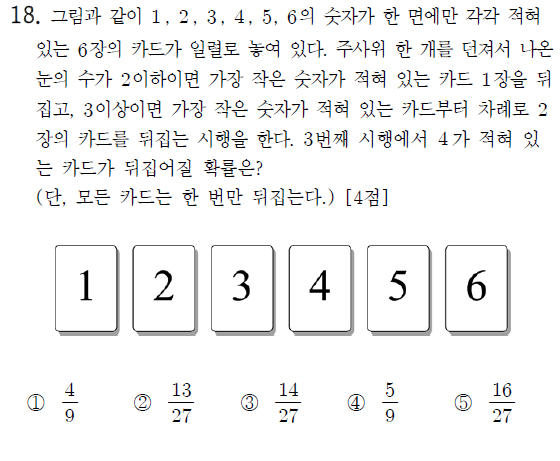 18. 그림과 같이 1, 2, 3, 4, 5, 6의 숫자가 한 면에만 각각 적혀
있는 6장의 카드가 일렬로 놓여 있다. 주사위 한 개를 던져서 나온
눈의 수가 2이하이면 가장 작은 숫자가 적혀 있는 카드 1장을 뒤
집고, 3이상이면 가장 작은 숫자가 적혀 있는 카드부터 차례로 2
장의 카드를 뒤집는 시행을 한다. 3번째 시행에서 4가 적혀 있
는 카드가 뒤집어질 확률은?
(단, 모든 카드는 한 번만 뒤집는다.) [4점]
1 2 3 4 5 6
① 4/9 ② 13/27 ③ 14/27 ④ 5/9 ⑤ 16/27